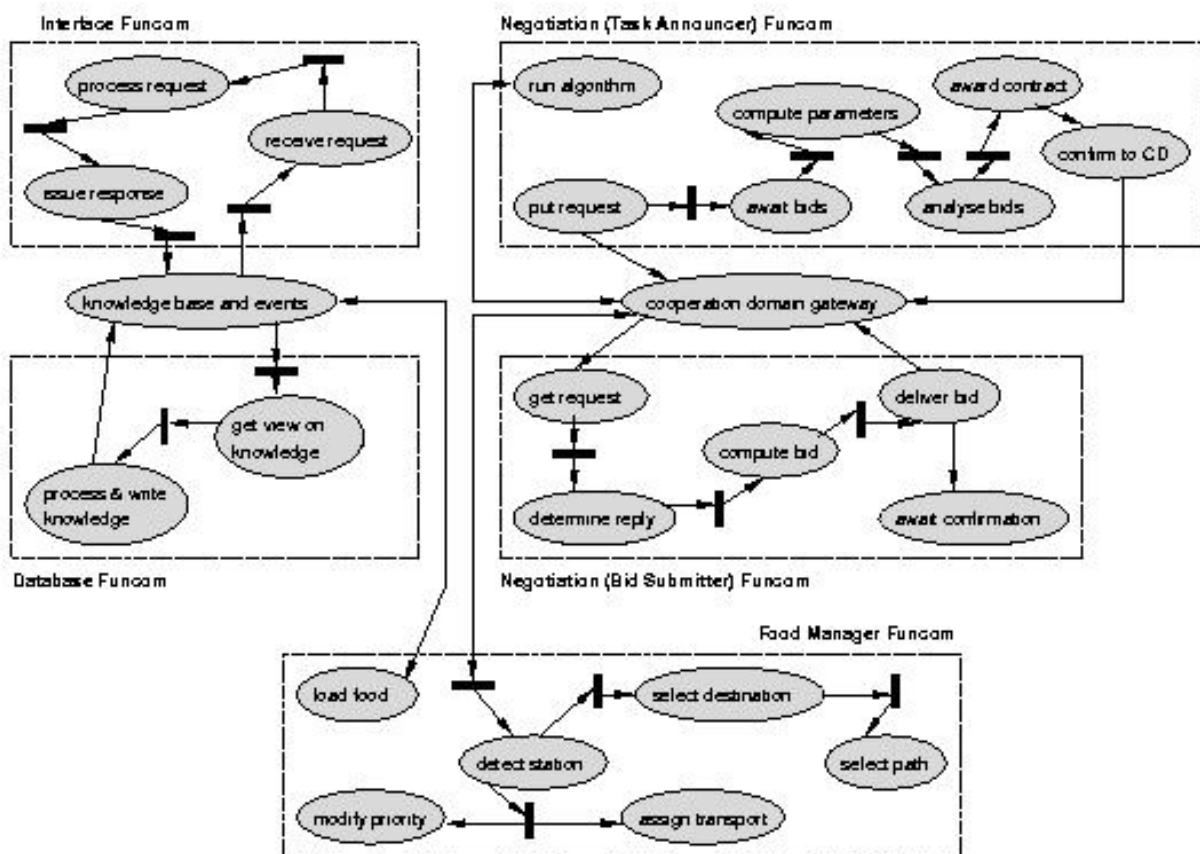 Interface Funcom
Negotiation (Task Announcer) Funcom
process request
receive request
issue response
run algorithm
award contract
compute parameters
confirm to CD
put request
await bids
analyse bids
knowledge base and events
cooperation domain gateway
get request
deliver bid
get view on
knowledge
compute bid
process & write
knowledge
determine reply
await confirmation
Database Funcom
Negotiation (Bid Submitter) Funcom
Food Manager Funcom
load food
select destination
detect station
select path
modify priority
assign transport